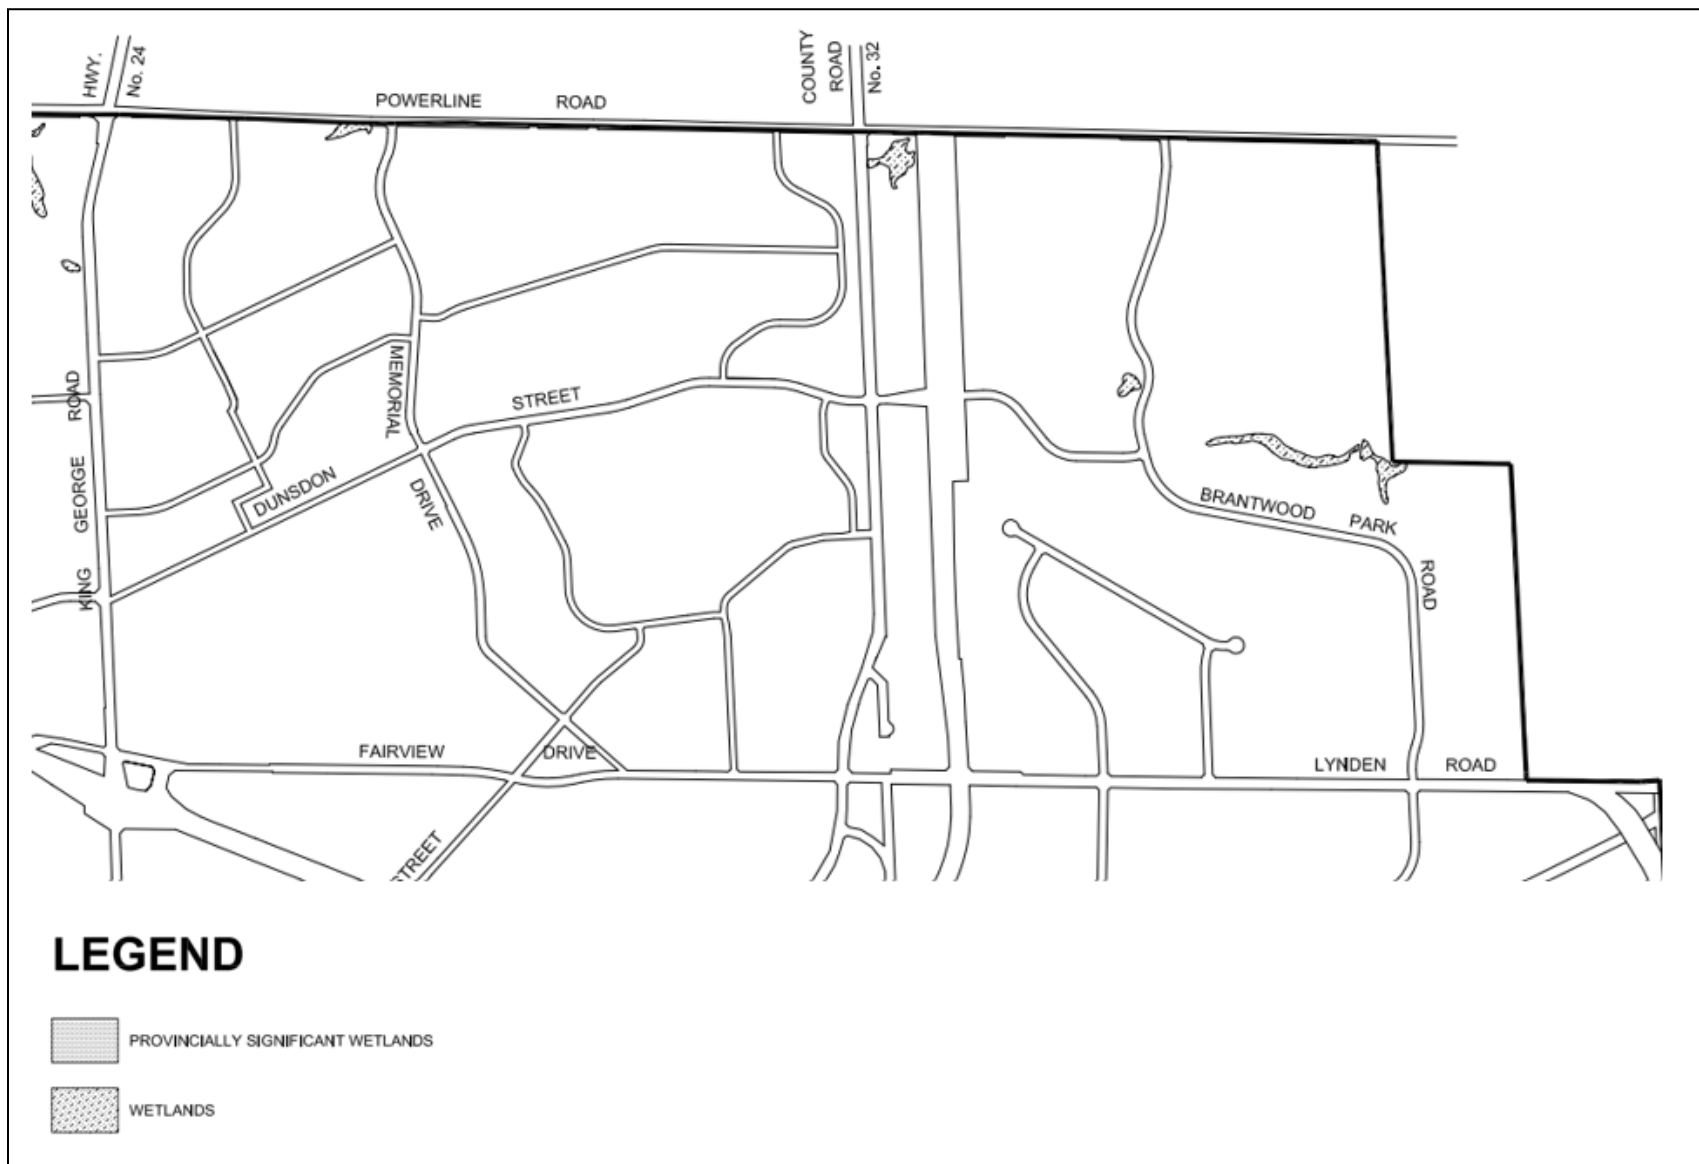 HWY.
No. 24
COUNTY
ROAD
No. 32
POWERLINE ROAD
KING GEORGE ROAD
MEMORIAL
DRIVE
DUNSDON
STREET
BRANTWOOD PARK
ROAD
FAIRVIEW DRIVE
LYNDEN ROAD
STREET
LEGEND
PROVINCIALLY SIGNIFICANT WETLANDS
WETLANDS